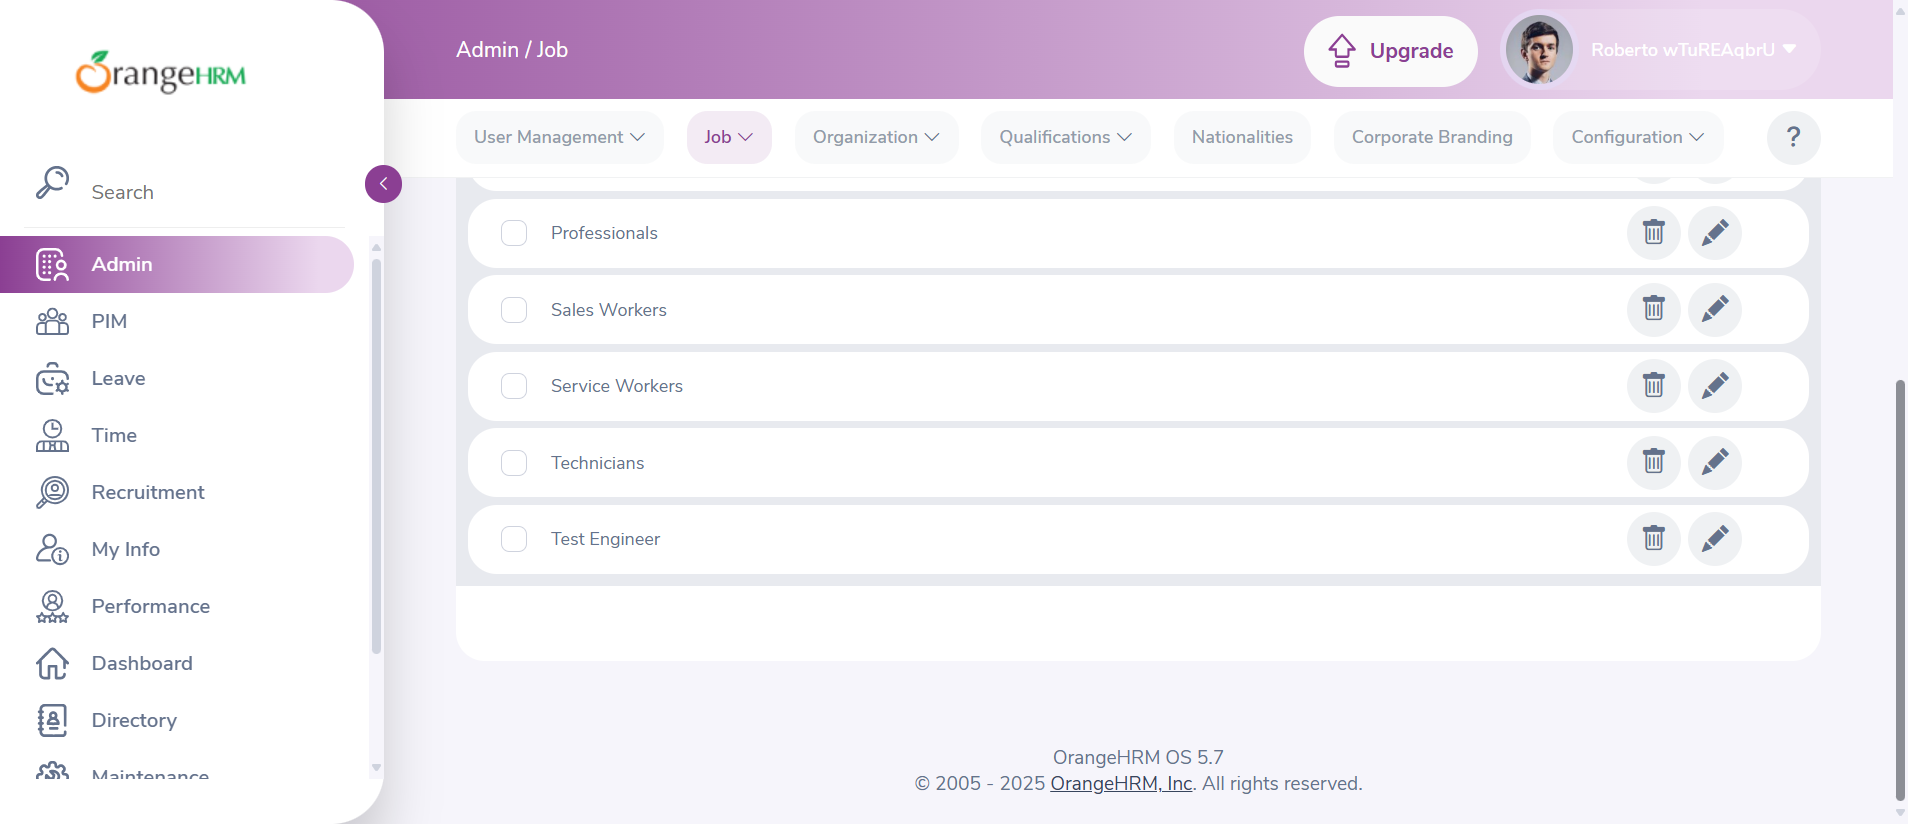 OrangeHRM
Admin / Job
Upgrade
Roberto wTuREAqbrU
User Management
Job
Organization
Qualifications
Nationalities
Corporate Branding
Configuration
?
Search
Admin
PIM
Leave
Time
Recruitment
My Info
Performance
Dashboard
Directory
Maintenance
Professionals
Sales Workers
Service Workers
Technicians
Test Engineer
OrangeHRM OS 5.7
© 2005 - 2025 OrangeHRM, Inc. All rights reserved.